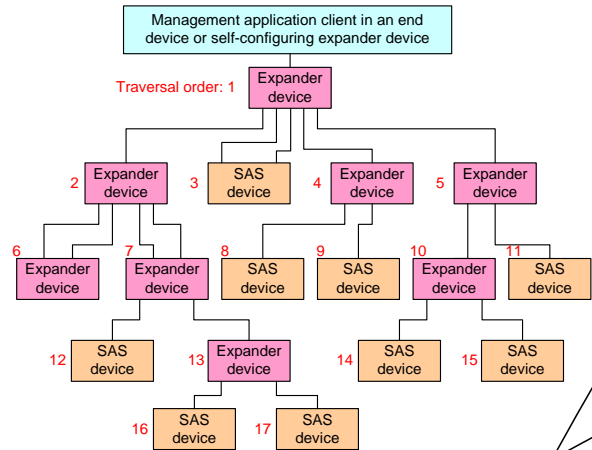 Management application client in an end
device or self-configuring expander device
Traversal order: 1
Expander
device
2
Expander
device
3
SAS
device
4
Expander
device
5
Expander
device
6
Expander
device
7
Expander
device
8
SAS
device
9
SAS
device
10
Expander
device
11
SAS
device
12
SAS
device
13
Expander
device
14
SAS
device
15
SAS
device
16
SAS
device
17
SAS
device